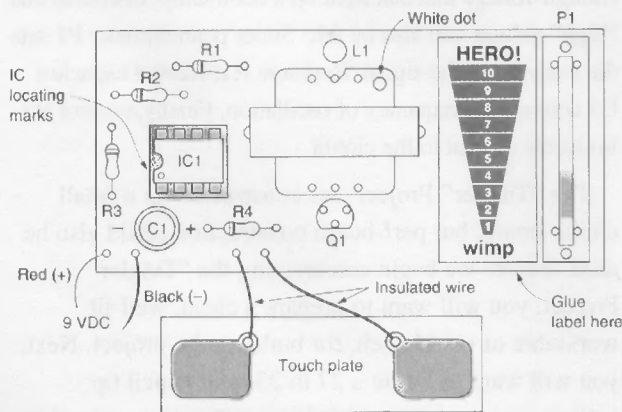 White dot
P1
L1
R1
R2
IC
locating
marks
IC1
HERO!
10
9
8
7
6
5
4
3
2
1
wimp
R3
− C1 +
R4
Q1
Red (+)
Black (−)
9 VDC
Insulated wire
Glue
label here
Touch plate